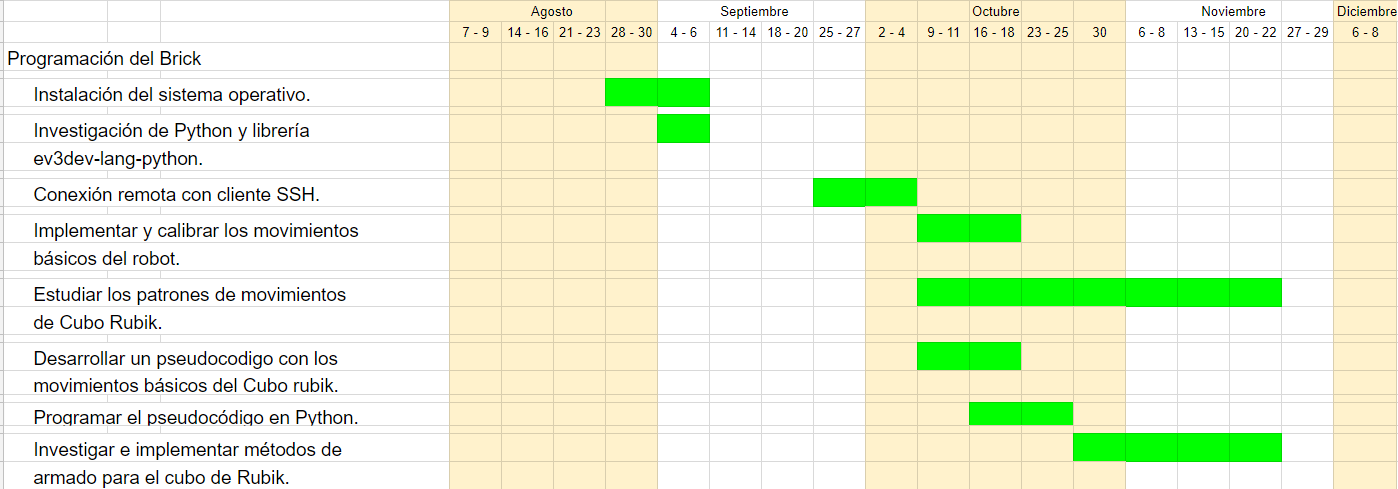 Agosto Septiembre Octubre Noviembre Diciembre
7 - 9 14 - 16 21 - 23 28 - 30 4 - 6 11 - 14 18 - 20 25 - 27 2 - 4 9 - 11 16 - 18 23 - 25 30 6 - 8 13 - 15 20 - 22 27 - 29 6 - 8
Programación del Brick
Instalación del sistema operativo.
Investigación de Python y librería
ev3dev-lang-python.
Conexión remota con cliente SSH.
Implementar y calibrar los movimientos
básicos del robot.
Estudiar los patrones de movimientos
de Cubo Rubik.
Desarrollar un pseudocodigo con los
movimientos básicos del Cubo rubik.
Programar el pseudocódigo en Python.
Investigar e implementar métodos de
armado para el cubo de Rubik.